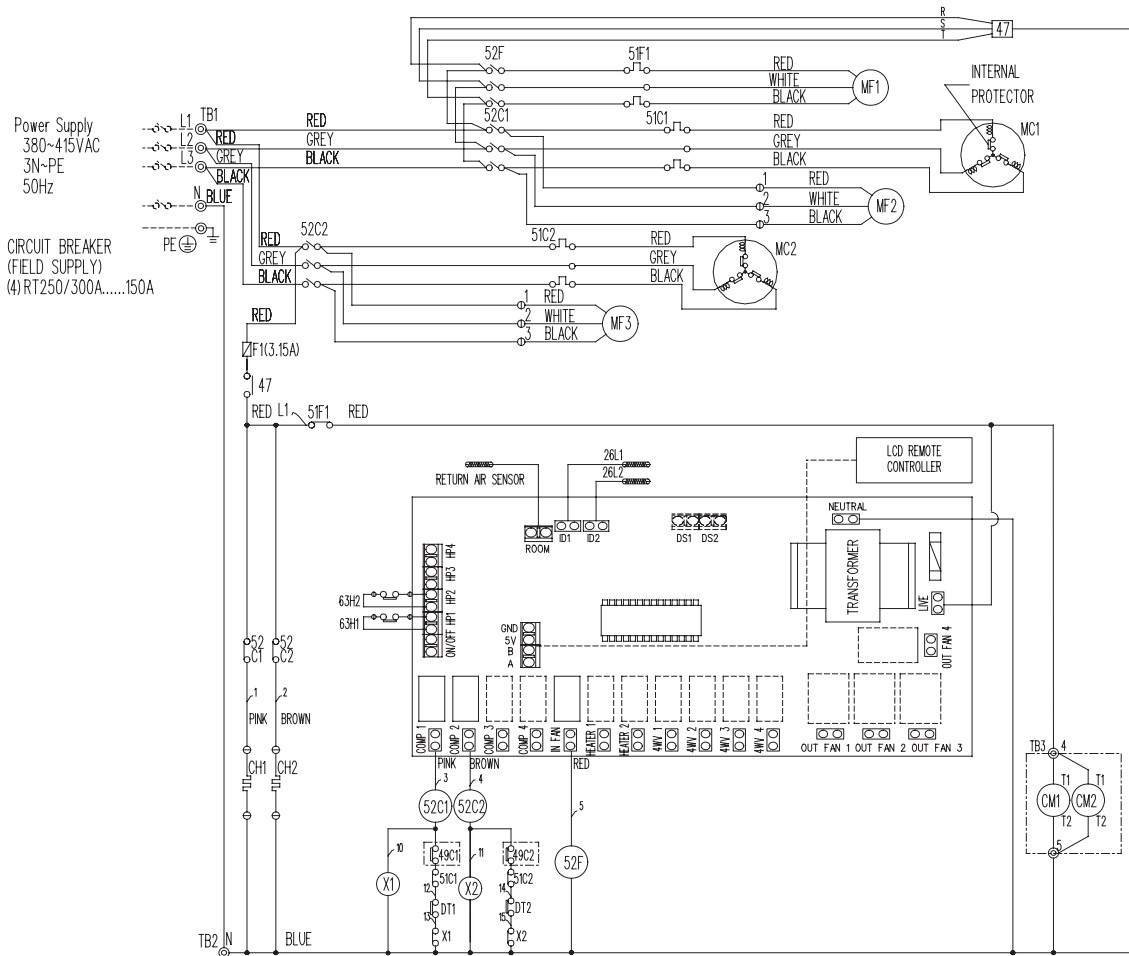 R
S
T
47
52F
51F1
RED
WHITE
BLACK
MF1
INTERNAL
PROTECTOR
Power Supply
380~415VAC
3N~PE
50Hz
L1
TB1
RED
52C1
51C1
RED
MC1
L2
RED
GREY
GREY
L3
GREY
BLACK
BLACK
BLACK
N
BLUE
1
RED
2
WHITE
3
BLACK
MF2
PE
CIRCUIT BREAKER
(FIELD SUPPLY)
(4) RT250/300A......150A
RED
52C2
51C2
RED
MC2
GREY
GREY
BLACK
BLACK
1
RED
2
WHITE
3
BLACK
MF3
RED
F1(3.15A)
47
RED
L1
51F1
RED
LCD REMOTE
CONTROLLER
26L1
26L2
RETURN AIR SENSOR
NEUTRAL
ROOM
ID1
ID2
DS1
DS2
TRANSFORMER
LIVE
HP4
HP3
HP2
HP1
ON/OFF
63H2
63H1
GND
5V
B
A
OUT FAN 4
52
C1
52
C2
1
PINK
2
BROWN
CH1
CH2
COMP 1
COMP 2
COMP 3
COMP 4
IN FAN
HEATER 1
HEATER 2
4WV 1
4WV 2
4WV 3
4WV 4
OUT FAN 1
OUT FAN 2
OUT FAN 3
PINK
BROWN
RED
3
4
5
52C1
52C2
52F
TB3
4
T1
T1
CM1
CM2
T2
T2
5
10
49C1
11
49C2
X1
51C1
X2
51C2
12
14
DT1
DT2
13
15
X1
X2
TB2
N
BLUE